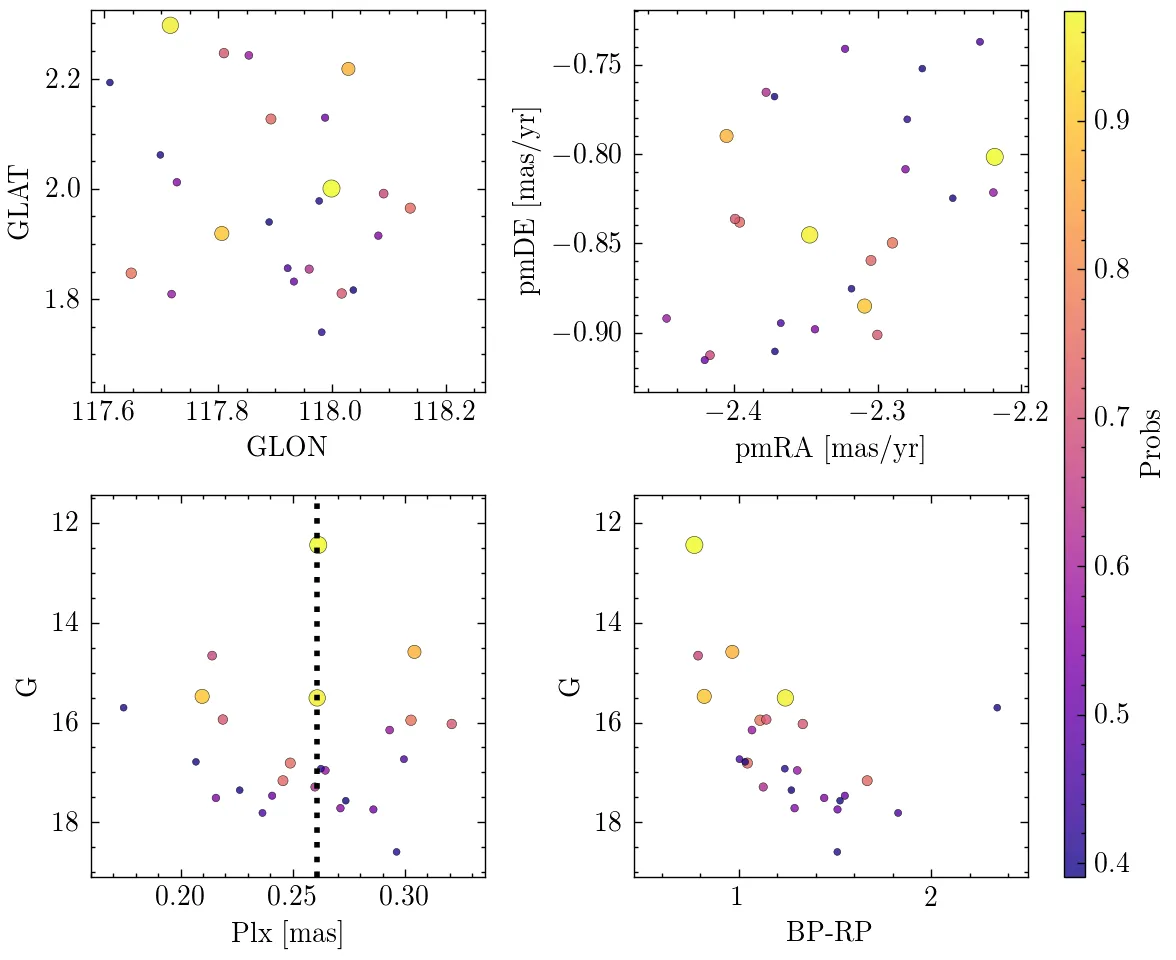 2.2
2.0
1.8
GLAT
117.6 117.8 118.0 118.2
GLON
−0.75
−0.80
−0.85
−0.90
pmDE [mas/yr]
−2.4 −2.3 −2.2
pmRA [mas/yr]
12
14
16
18
G
0.20 0.25 0.30
Plx [mas]
12
14
16
18
G
1 2
BP-RP
0.9
0.8
0.7
0.6
0.5
0.4
Probs